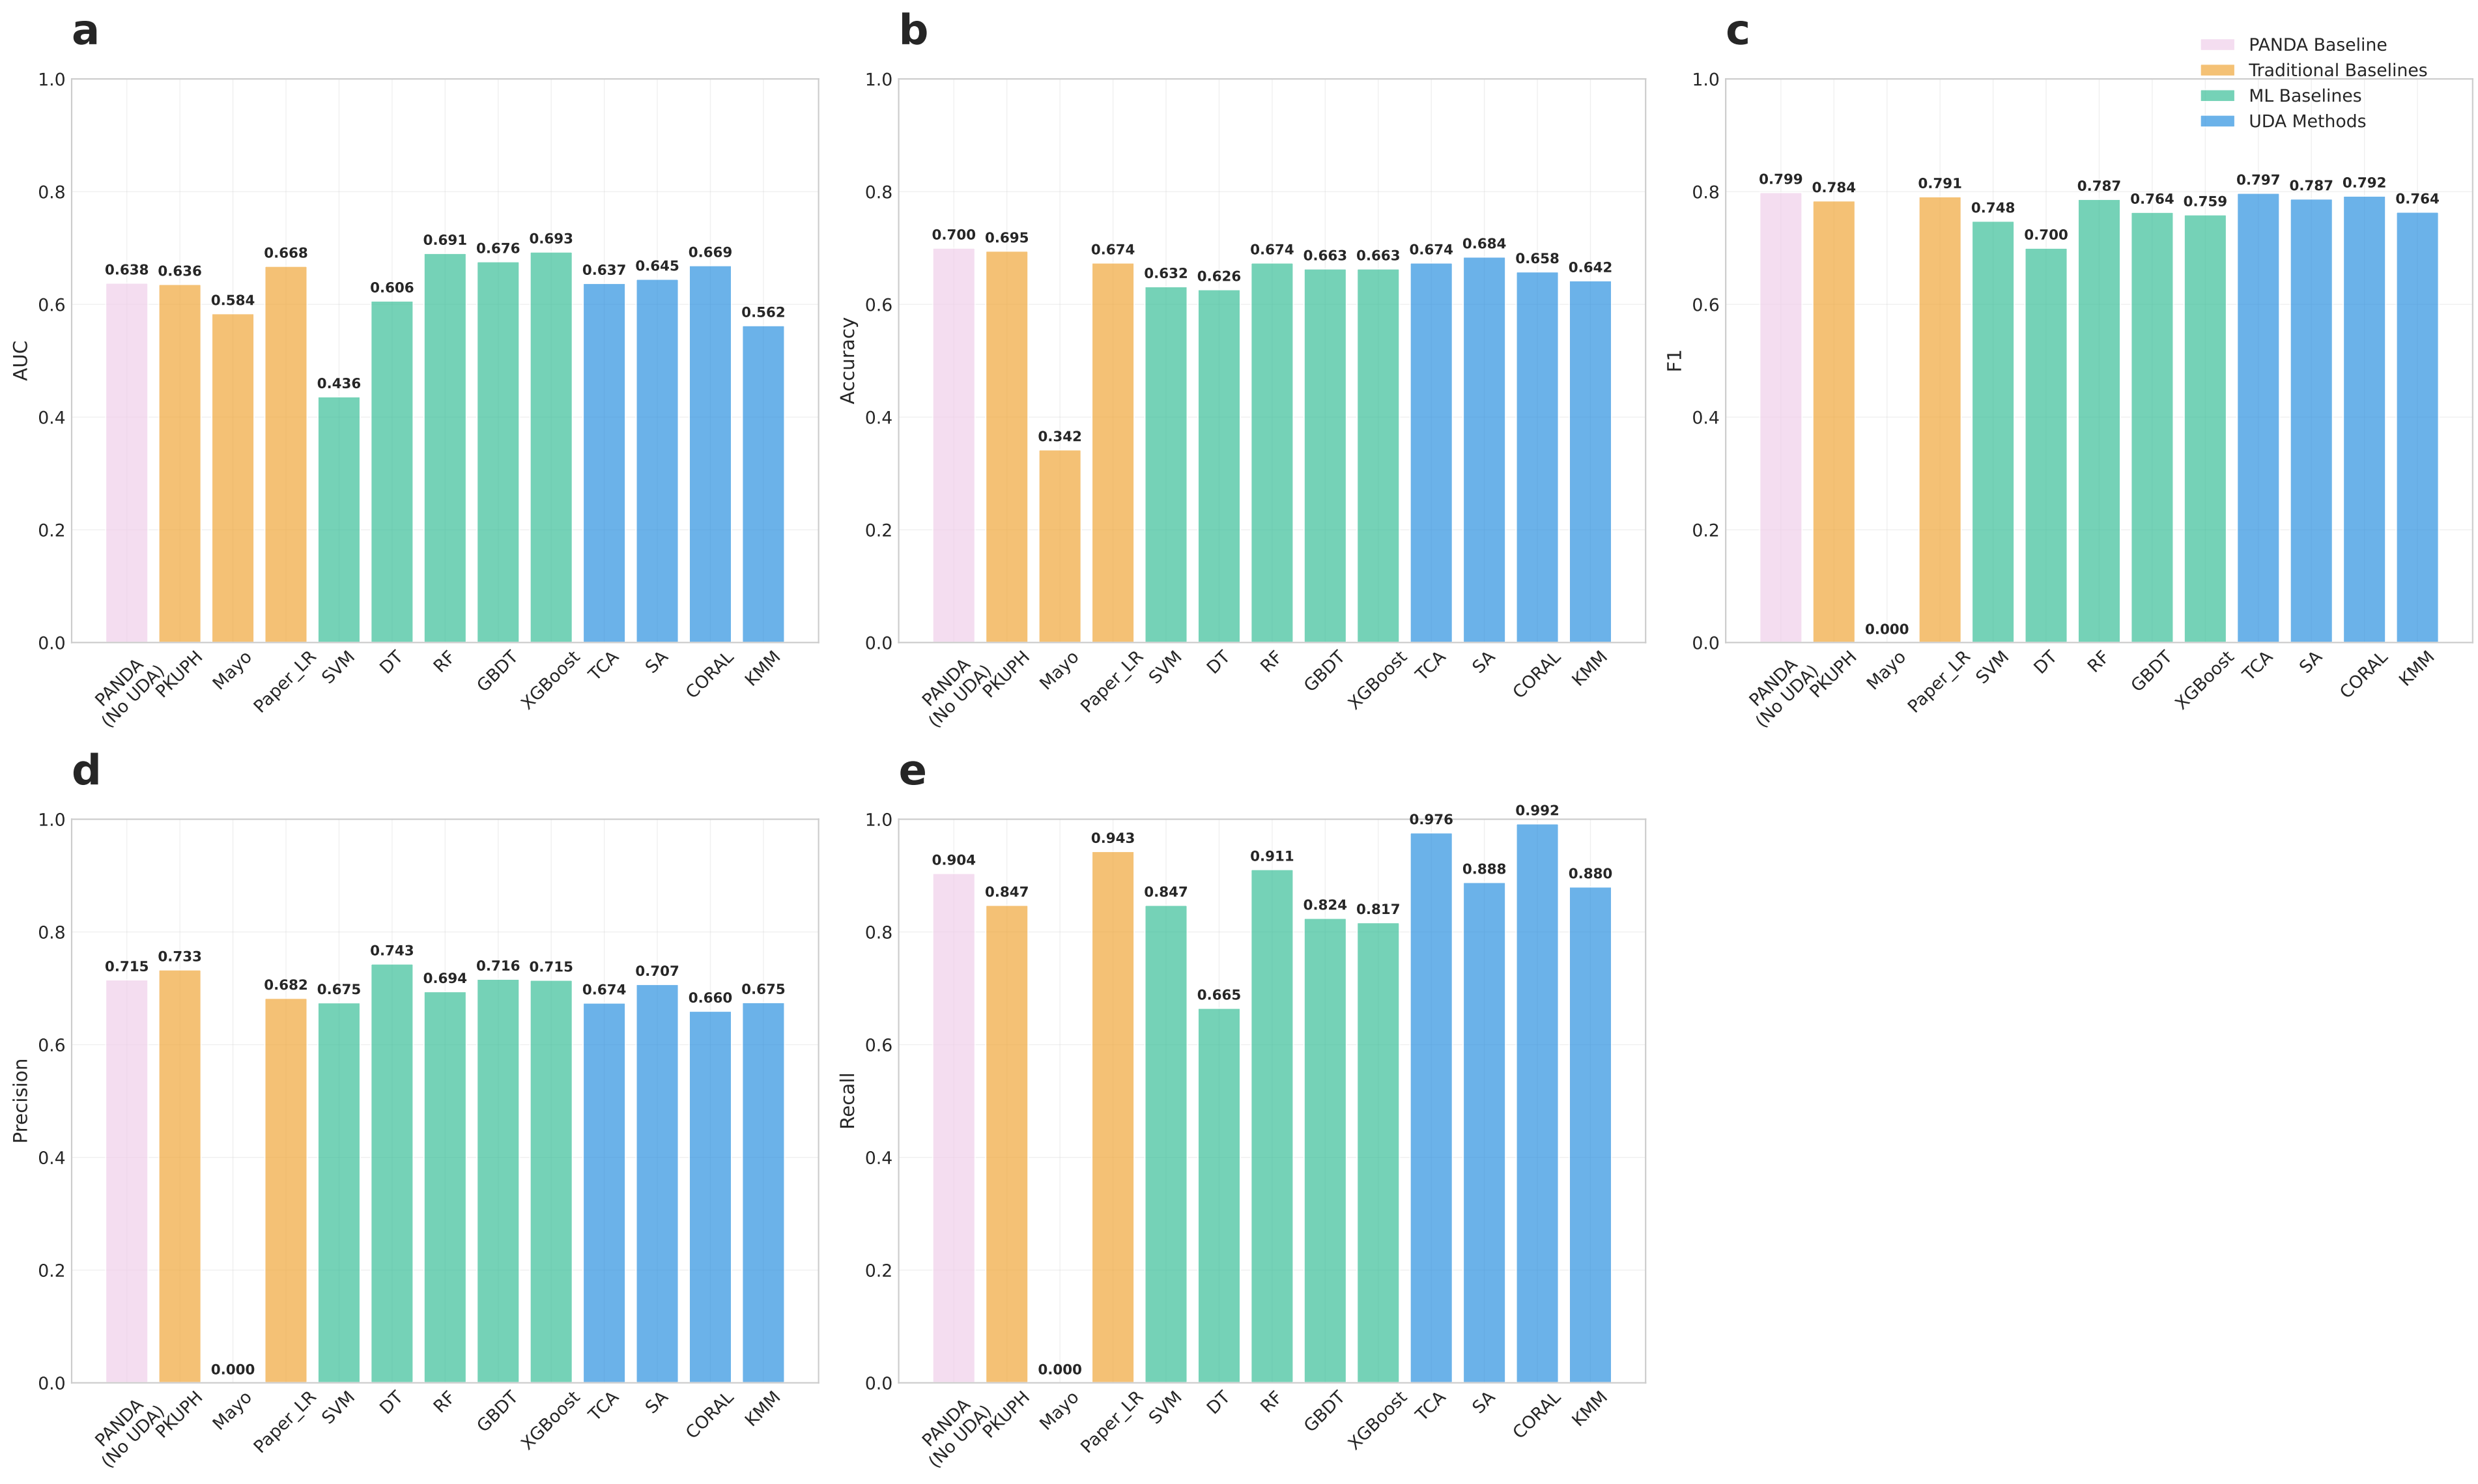 a
1.0
0.8
0.6
0.4
0.2
0.0
AUC
0.638
0.636
0.584
0.668
0.436
0.606
0.691
0.676
0.693
0.637
0.645
0.669
0.562
PANDA
(No UDA)
PKUPH
Mayo
Paper_LR
SVM
DT
RF
GBDT
XGBoost
TCA
SA
CORAL
KMM
b
1.0
0.8
0.6
0.4
0.2
0.0
Accuracy
0.700
0.695
0.342
0.674
0.632
0.626
0.674
0.663
0.663
0.674
0.684
0.658
0.642
PANDA
(No UDA)
PKUPH
Mayo
Paper_LR
SVM
DT
RF
GBDT
XGBoost
TCA
SA
CORAL
KMM
c
PANDA Baseline
Traditional Baselines
ML Baselines
UDA Methods
1.0
0.8
0.6
0.4
0.2
0.0
F1
0.799
0.784
0.000
0.791
0.748
0.700
0.787
0.764
0.759
0.797
0.787
0.792
0.764
PANDA
(No UDA)
PKUPH
Mayo
Paper_LR
SVM
DT
RF
GBDT
XGBoost
TCA
SA
CORAL
KMM
d
1.0
0.8
0.6
0.4
0.2
0.0
Precision
0.715
0.733
0.000
0.682
0.675
0.743
0.694
0.716
0.715
0.674
0.707
0.660
0.675
PANDA
(No UDA)
PKUPH
Mayo
Paper_LR
SVM
DT
RF
GBDT
XGBoost
TCA
SA
CORAL
KMM
e
1.0
0.8
0.6
0.4
0.2
0.0
Recall
0.904
0.847
0.000
0.943
0.847
0.665
0.911
0.824
0.817
0.976
0.888
0.992
0.880
PANDA
(No UDA)
PKUPH
Mayo
Paper_LR
SVM
DT
RF
GBDT
XGBoost
TCA
SA
CORAL
KMM